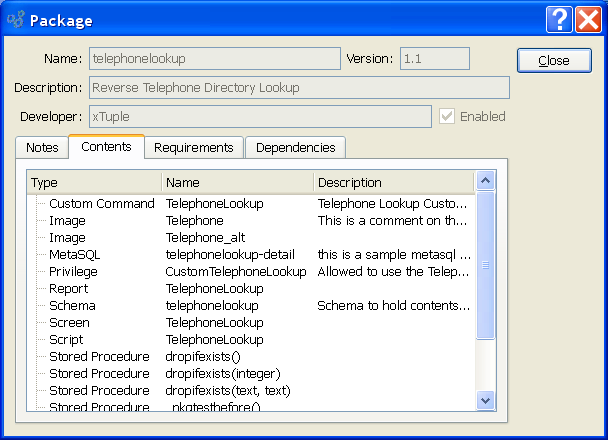 Package
Name: telephonelookup Version: 1.1 Close
Description: Reverse Telephone Directory Lookup
Developer: xTuple Enabled
Notes Contents Requirements Dependencies
Type Name Description
Custom Command TelephoneLookup Telephone Lookup Custo...
Image Telephone This is a comment on th...
Image Telephone_alt
MetaSQL telephonelookup-detail this is a sample metasql ...
Privilege CustomTelephoneLookup Allowed to use the Telep...
Report TelephoneLookup
Schema telephonelookup Schema to hold contents...
Screen TelephoneLookup
Script TelephoneLookup
Stored Procedure dropifexists()
Stored Procedure dropifexists(integer)
Stored Procedure dropifexists(text, text)
Stored Procedure